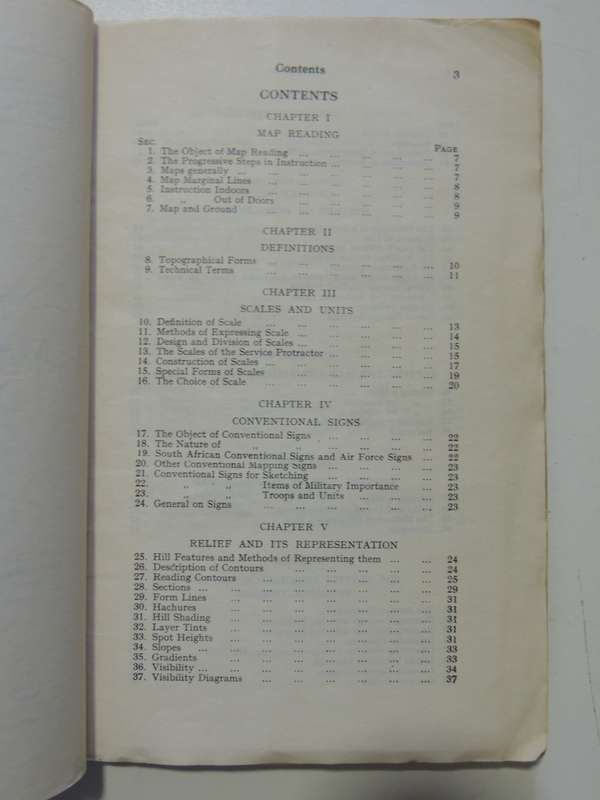 Contents 3
CONTENTS
CHAPTER I
MAP READING
Sec. Page
1. The Object of Map Reading ... ... ... ... ... 7
2. The Progressive Steps in Instruction ... ... ... ... 7
3. Maps generally ... ... ... ... ... ... 7
4. Map Marginal Lines ... ... ... ... ... ... 8
5. Instruction Indoors ... ... ... ... ... ... 8
6. „ Out of Doors ... ... ... ... ... 9
7. Map and Ground ... ... ... ... ... ... 9
CHAPTER II
DEFINITIONS
8. Topographical Forms ... ... ... ... ... ... 10
9. Technical Terms ... ... ... ... ... ... 11
CHAPTER III
SCALES AND UNITS
10. Definition of Scale ... ... ... ... ... ... 13
11. Methods of Expressing Scale ... ... ... ... ... 14
12. Design and Division of Scales ... ... ... ... ... 15
13. The Scales of the Service Protractor ... ... ... ... 15
14. Construction of Scales ... ... ... ... ... ... 17
15. Special Forms of Scales ... ... ... ... ... 19
16. The Choice of Scale ... ... ... ... ... ... 20
CHAPTER IV
CONVENTIONAL SIGNS
17. The Object of Conventional Signs . ... ... ... ... 22
18. The Nature of „ „ ... ... ... ... 22
19. South African Conventional Signs and Air Force Signs ... 22
20. Other Conventional Mapping Signs ... ... ... ... 23
21. Conventional Signs for Sketching ... ... ... ... 23
22. „ „ Items of Military Importance ... 23
23. „ „ Troops and Units ... ... ... 23
24. General on Signs ... ... ... ... ... ... 23
CHAPTER V
RELIEF AND ITS REPRESENTATION
25. Hill Features and Methods of Representing them ... ... 24
26. Description of Contours ... ... ... ... ... 24
27. Reading Contours ... ... ... ... ... ... 25
28. Sections ... ... ... ... ... ... ... ... 29
29. Form Lines ... ... ... ... ... ... ... 31
30. Hachures ... ... ... ... ... ... ... 31
31. Hill Shading ... ... ... ... ... ... ... 31
32. Layer Tints ... ... ... ... ... ... ... 31
33. Spot Heights ... ... ... ... ... ... ... 31
34. Slopes ... ... ... ... ... ... ... ... 33
35. Gradients ... ... ... ... ... ... ... 33
36. Visibility ... ... ... ... ... ... ... ... 34
37. Visibility Diagrams ... ... ... ... ... ... 37